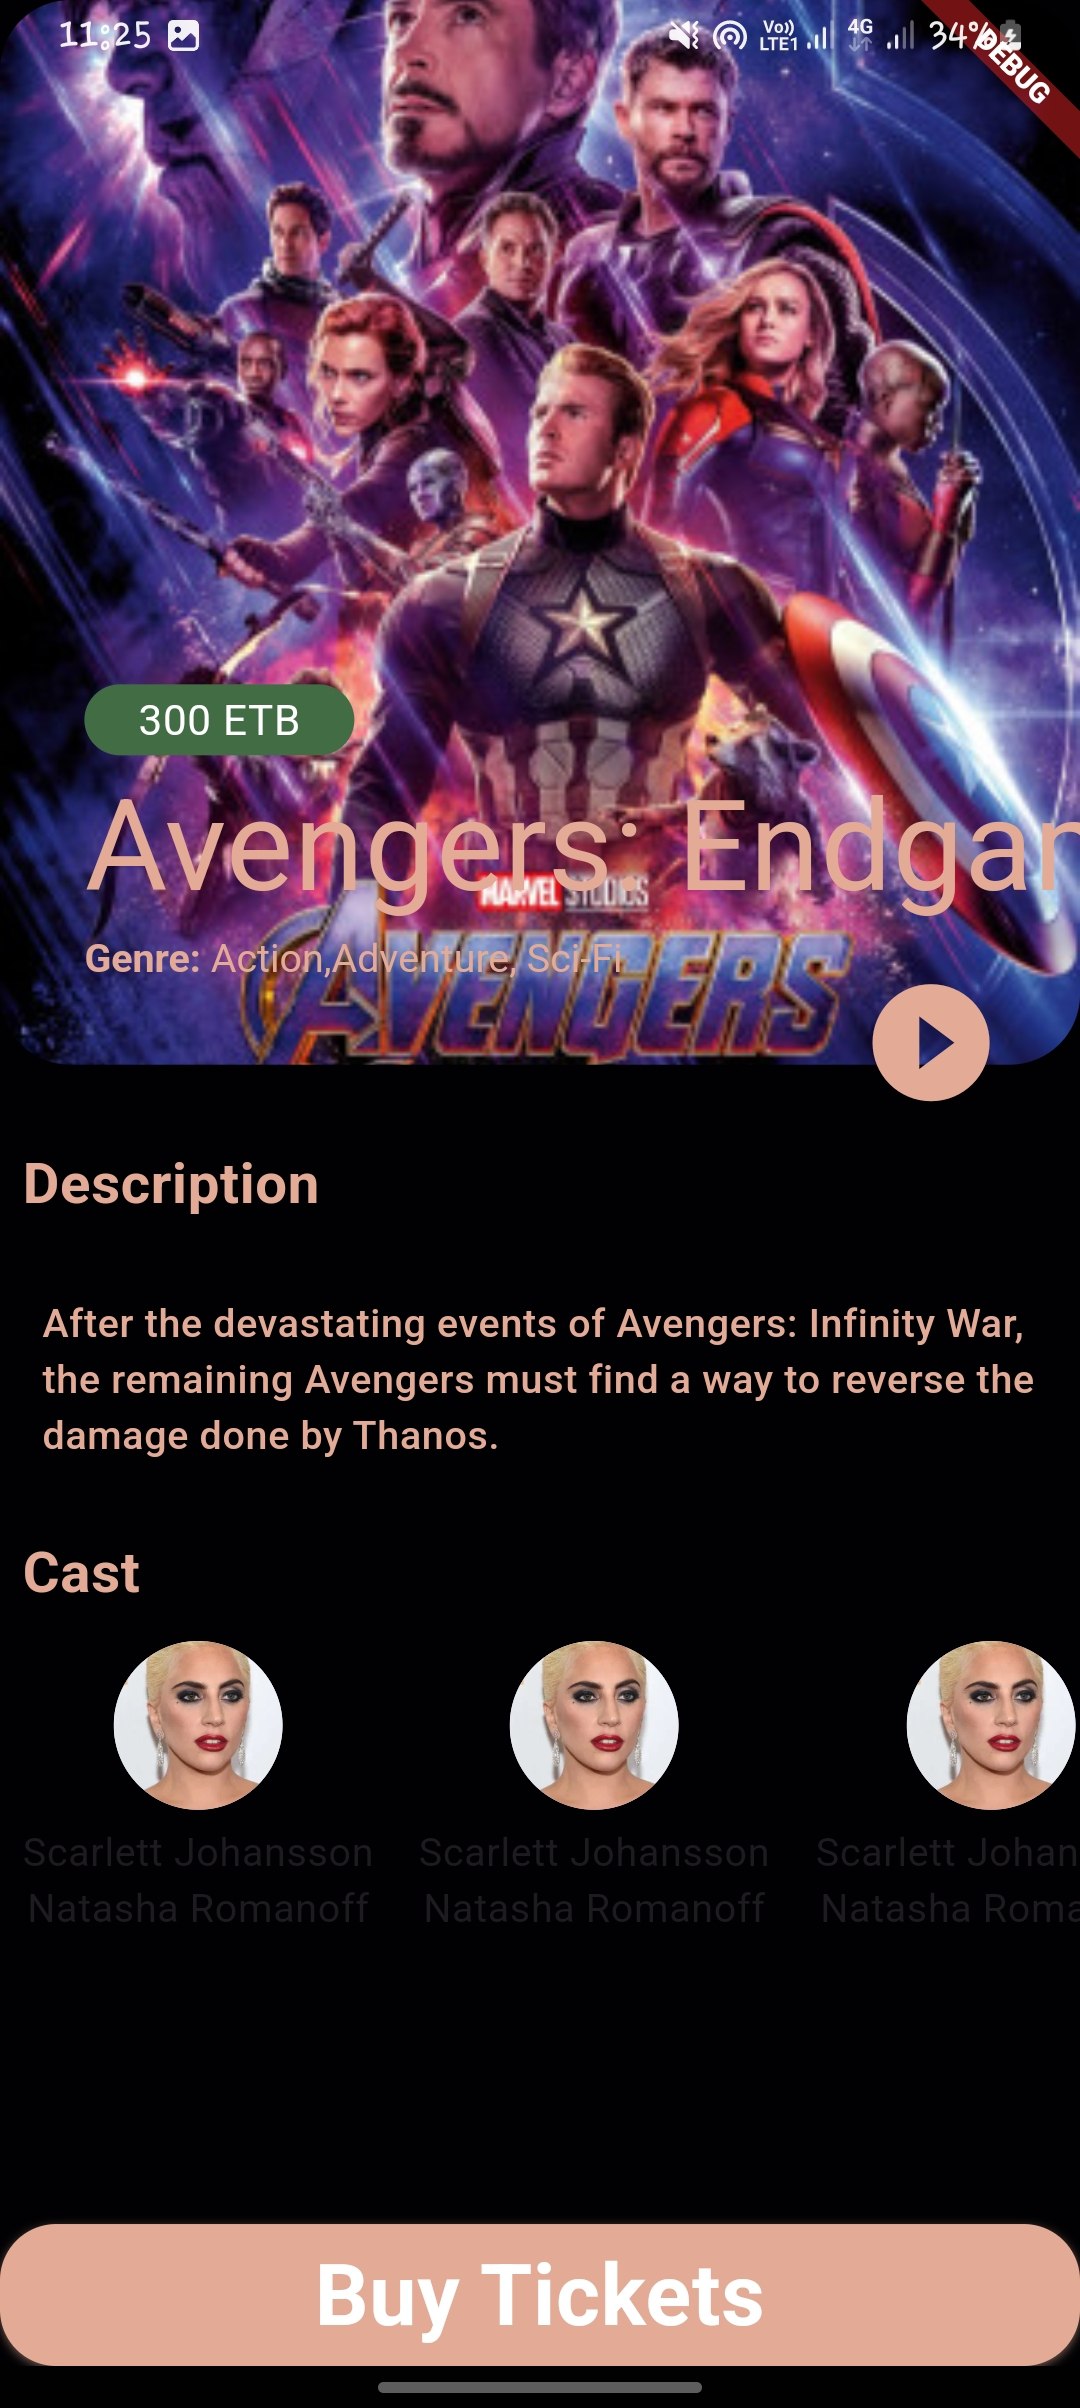 11:25
Vo))
LTE1
4G
34%
DEBUG
300 ETB
Avengers: Endgam
MARVEL STUDIOS
AVENGERS
Genre: Action,Adventure, Sci-Fi
Description
After the devastating events of Avengers: Infinity War,
the remaining Avengers must find a way to reverse the
damage done by Thanos.
Cast
Scarlett Johansson Scarlett Johansson Scarlett Johan
Natasha Romanoff Natasha Romanoff Natasha Roma
Buy Tickets